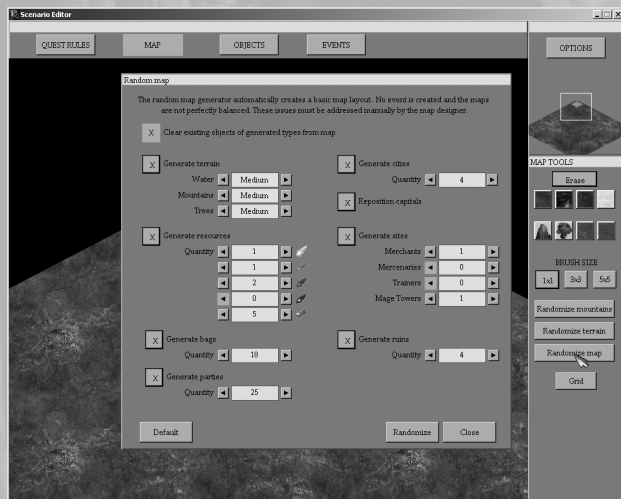 Scenario Editor
QUEST RULES
MAP
OBJECTS
EVENTS
OPTIONS
Random map
The random map generator automatically creates a basic map layout. No event is created and the maps
are not perfectly balanced. These issues must be addressed manually by the map designer.
X Clear existing objects of generated types from map
X Generate terrain
Water Medium
Mountains Medium
Trees Medium
X Generate cities
Quantity 4
X Reposition capitals
X Generate resources
Quantity 1
1
2
0
5
X Generate sites
Merchants 1
Mercenaries 0
Trainers 0
Mage Towers 1
X Generate bags
Quantity 18
X Generate ruins
Quantity 4
X Generate parties
Quantity 25
Default
Randomize
Close
MAP TOOLS
Erase
BRUSH SIZE
1x1 3x3 5x5
Randomize mountains
Randomize terrain
Randomize map
Grid